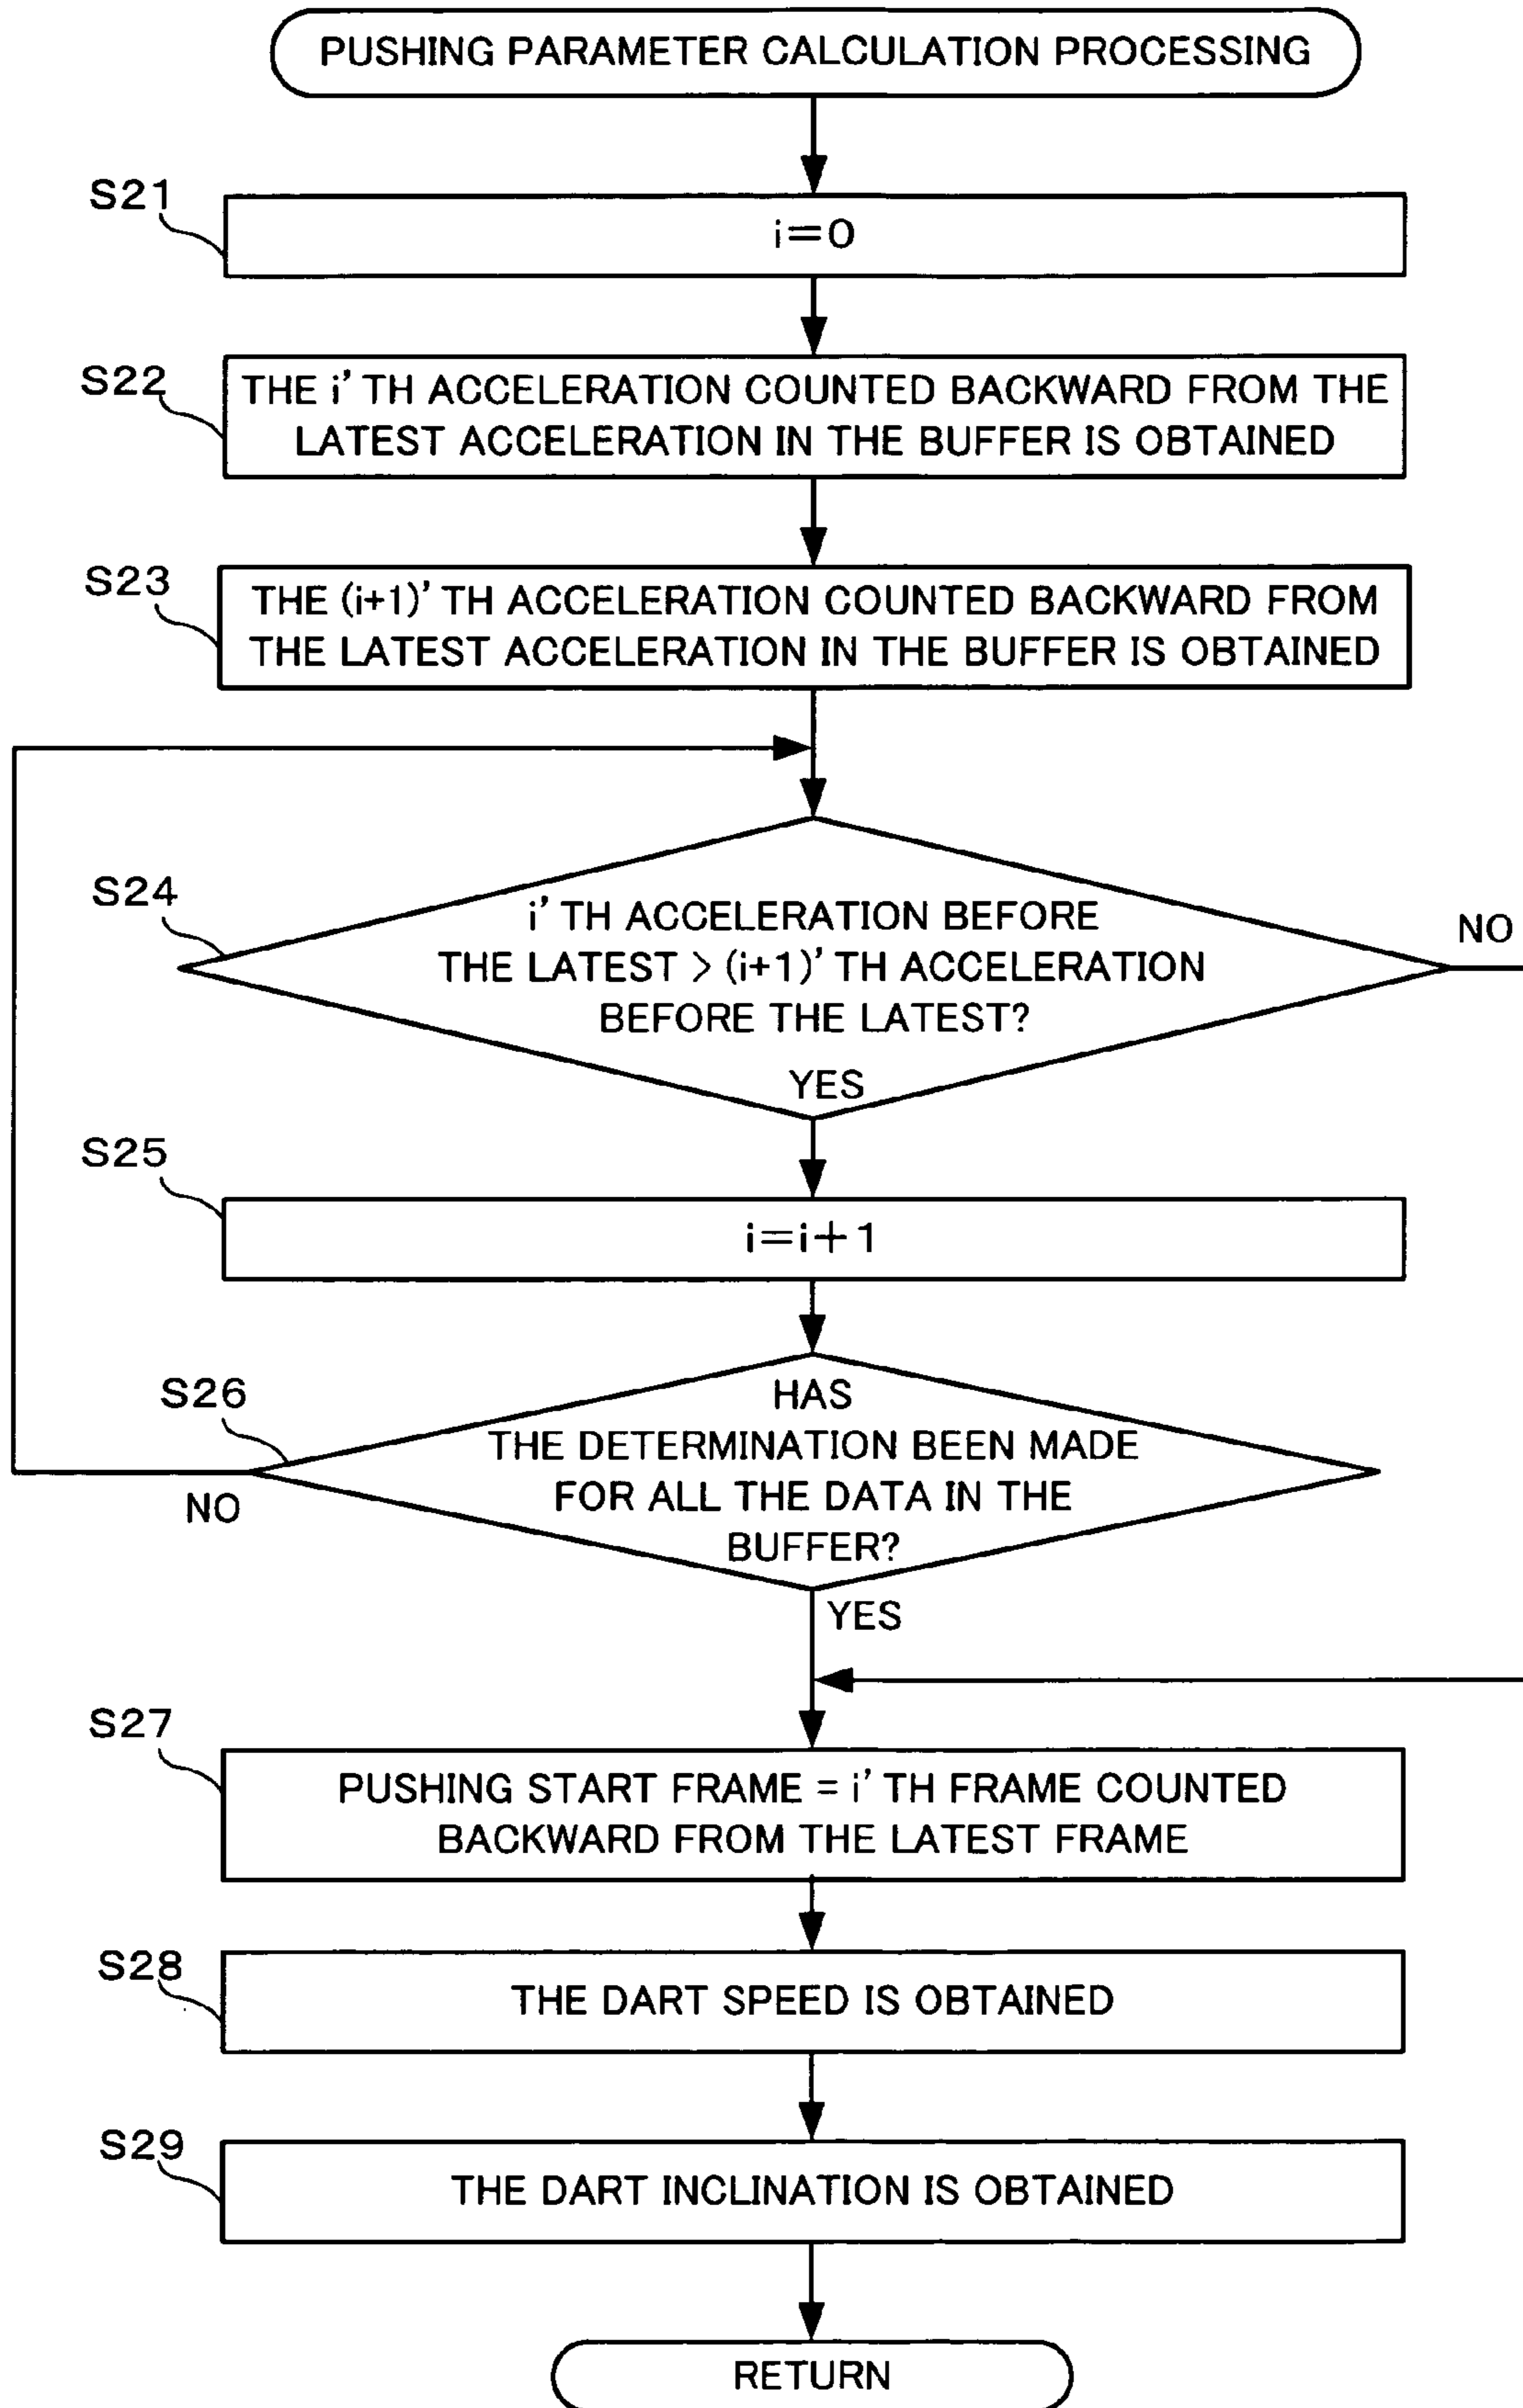 PUSHING PARAMETER CALCULATION PROCESSING
S21
i=0
S22
THE i' TH ACCELERATION COUNTED BACKWARD FROM THE
LATEST ACCELERATION IN THE BUFFER IS OBTAINED
S23
THE (i+1)' TH ACCELERATION COUNTED BACKWARD FROM
THE LATEST ACCELERATION IN THE BUFFER IS OBTAINED
S24
i' TH ACCELERATION BEFORE
THE LATEST > (i+1)' TH ACCELERATION
BEFORE THE LATEST?
NO
YES
S25
i=i+1
S26
HAS
THE DETERMINATION BEEN MADE
FOR ALL THE DATA IN THE
BUFFER?
NO
YES
S27
PUSHING START FRAME = i' TH FRAME COUNTED
BACKWARD FROM THE LATEST FRAME
S28
THE DART SPEED IS OBTAINED
S29
THE DART INCLINATION IS OBTAINED
RETURN